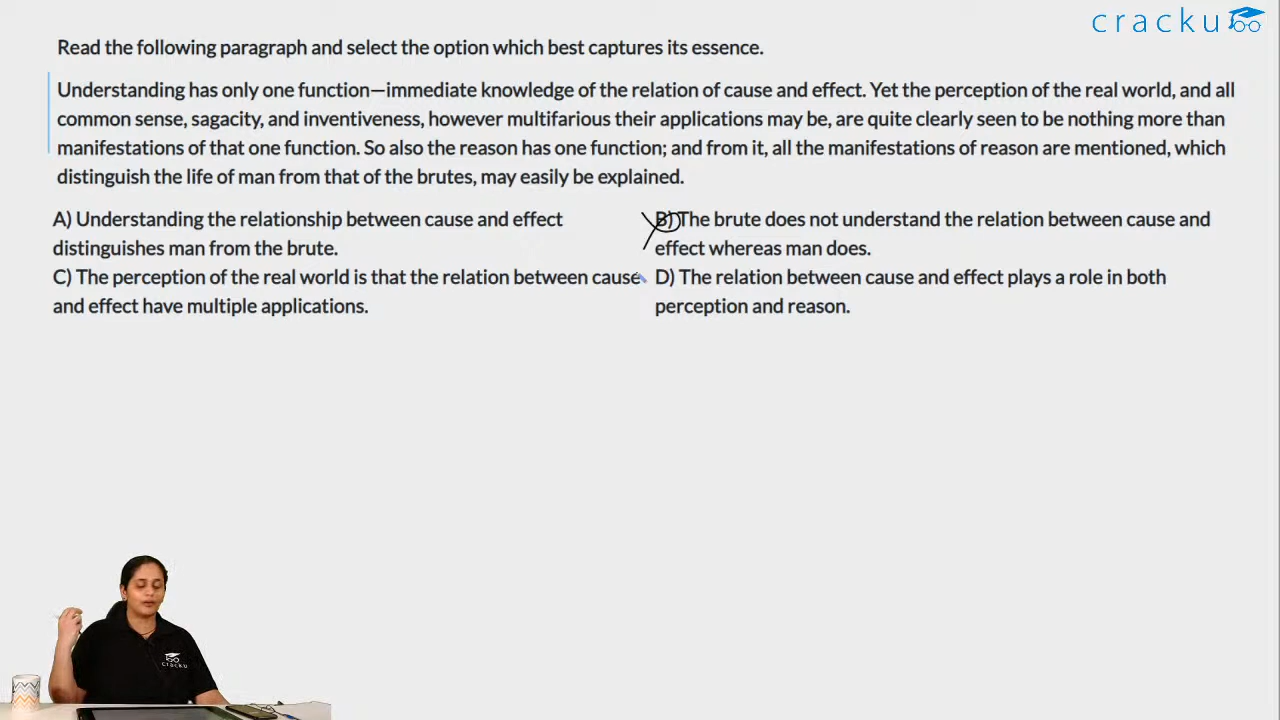 cracku
Read the following paragraph and select the option which best captures its essence.
Understanding has only one function—immediate knowledge of the relation of cause and effect. Yet the perception of the real world, and all
common sense, sagacity, and inventiveness, however multifarious their applications may be, are quite clearly seen to be nothing more than
manifestations of that one function. So also the reason has one function; and from it, all the manifestations of reason are mentioned, which
distinguish the life of man from that of the brutes, may easily be explained.
A) Understanding the relationship between cause and effect
distinguishes man from the brute.
B) The brute does not understand the relation between cause and
effect whereas man does.
C) The perception of the real world is that the relation between cause
and effect have multiple applications.
D) The relation between cause and effect plays a role in both
perception and reason.
cracku